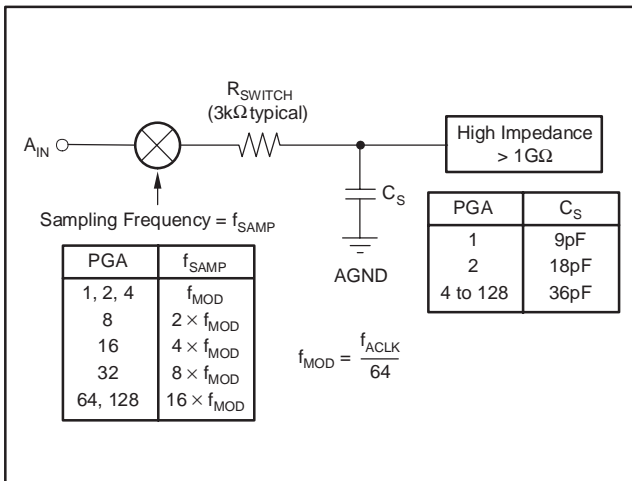 R_SWITCH
(3kΩ typical)
A_IN
High Impedance
> 1GΩ
C_S
AGND
Sampling Frequency = f_SAMP
PGA f_SAMP
1, 2, 4 f_MOD
8 2 × f_MOD
16 4 × f_MOD
32 8 × f_MOD
64, 128 16 × f_MOD
f_MOD = f_ACLK / 64
PGA C_S
1 9pF
2 18pF
4 to 128 36pF